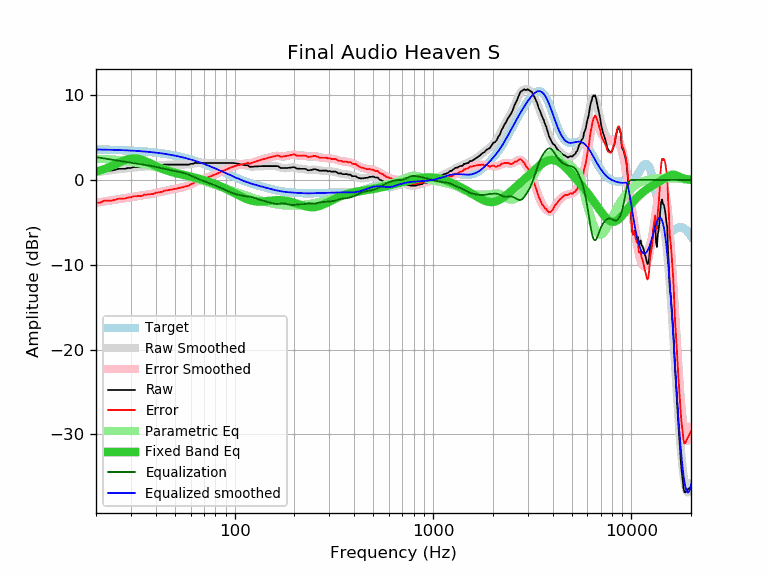 Final Audio Heaven S
10
0
−10
−20
−30
Amplitude (dBr)
Target
Raw Smoothed
Error Smoothed
Raw
Error
Parametric Eq
Fixed Band Eq
Equalization
Equalized smoothed
100
1000
10000
Frequency (Hz)